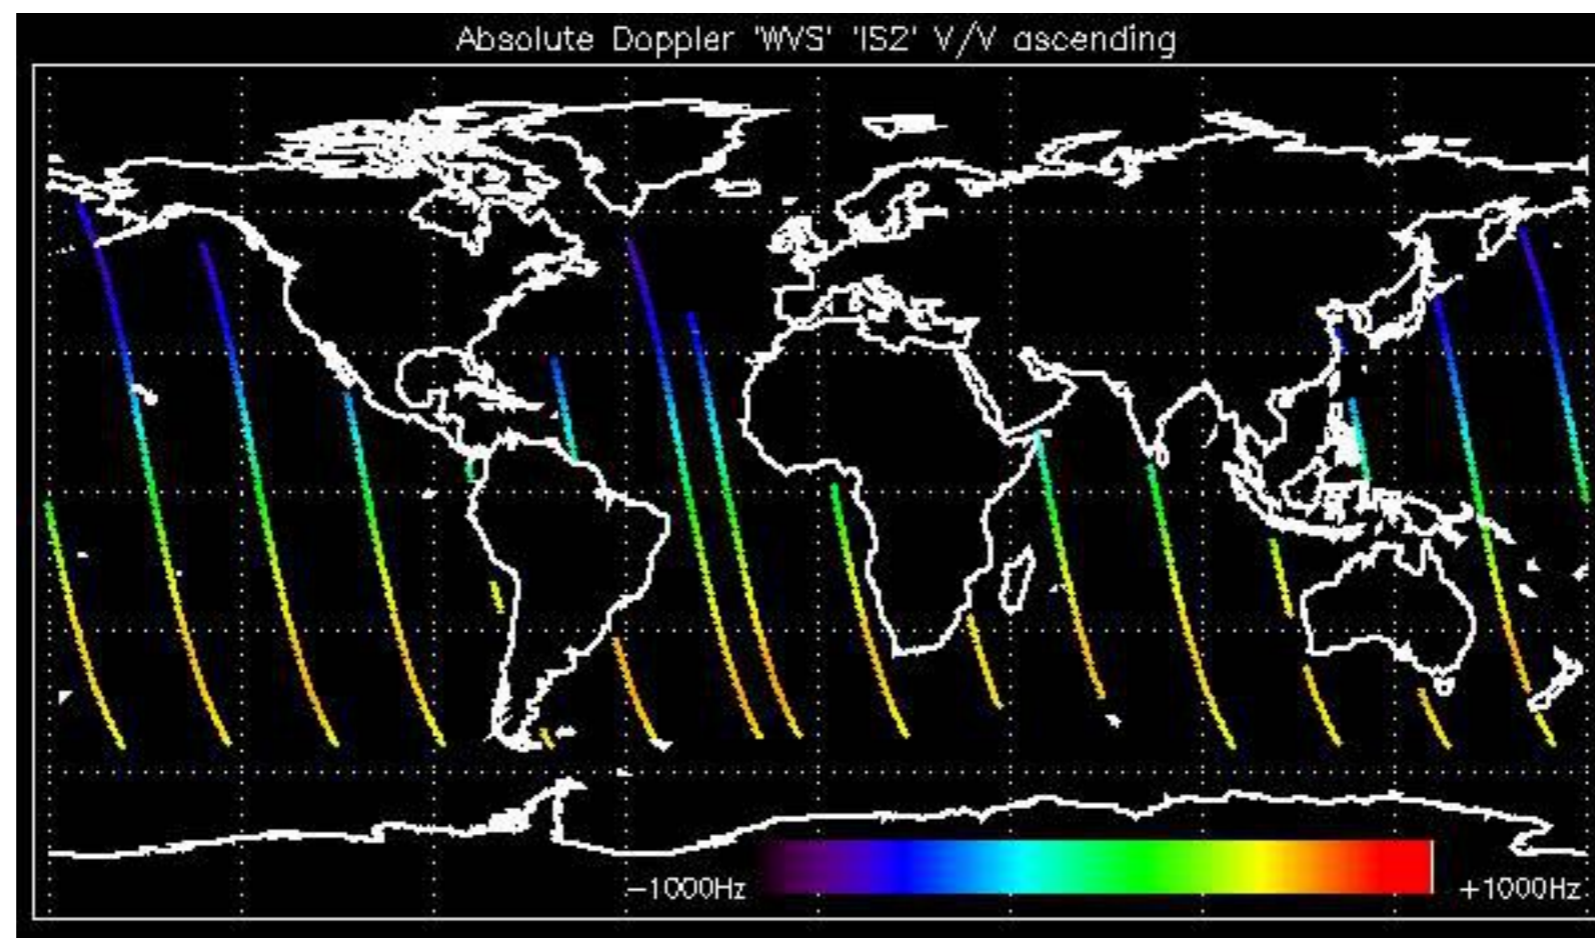 Absolute Doppler 'WVS' 'IS2' V/V ascending
−1000Hz +1000Hz